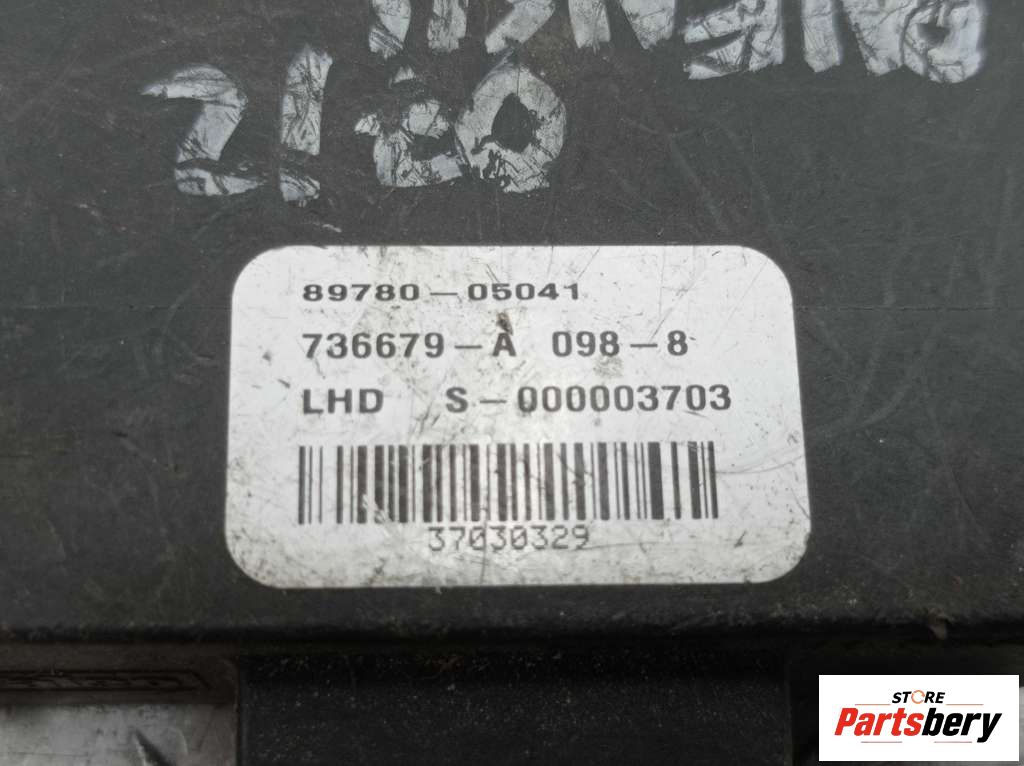 89780-05041
736679-A 098-8
LHD S-000003703
37030329
STORE
Partsbery